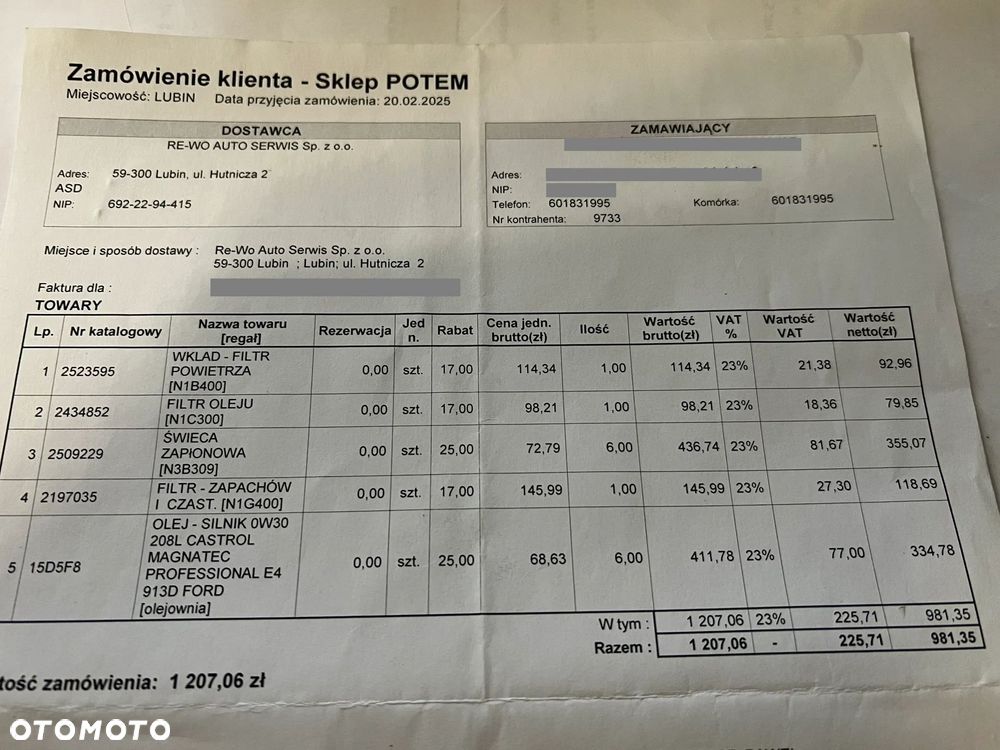 Zamówienie klienta - Sklep POTEM
Miejscowość: LUBIN Data przyjęcia zamówienia: 20.02.2025
DOSTAWCA
RE-WO AUTO SERWIS Sp. z o.o.
Adres: 59-300 Lubin, ul. Hutnicza 2
ASD
NIP: 692-22-94-415
ZAMAWIAJĄCY
Adres:
NIP:
Telefon: 601831995 Komórka: 601831995
Nr kontrahenta: 9733
Miejsce i sposób dostawy : Re-Wo Auto Serwis Sp. z o.o.
59-300 Lubin ; Lubin; ul. Hutnicza 2
Faktura dla :
TOWARY
Lp. Nr katalogowy Nazwa towaru [regał] Rezerwacja Jed n. Rabat Cena jedn. brutto(zł) Ilość Wartość brutto(zł) VAT % Wartość VAT Wartość netto(zł)
1 2523595 WKLAD - FILTR 0,00 szt. 17,00 114,34 1,00 114,34 23% 21,38 92,96
POWIETRZA
[N1B400]
2 2434852 FILTR OLEJU 0,00 szt. 17,00 98,21 1,00 98,21 23% 18,36 79,85
[N1C300]
3 2509229 ŚWIECA 0,00 szt. 25,00 72,79 6,00 436,74 23% 81,67 355,07
ZAPIONOWA
[N3B309]
4 2197035 FILTR - ZAPACHÓW 0,00 szt. 17,00 145,99 1,00 145,99 23% 27,30 118,69
I CZAST. [N1G400]
5 15D5F8 OLEJ - SILNIK 0W30 0,00 szt. 25,00 68,63 6,00 411,78 23% 77,00 334,78
208L CASTROL
MAGNATEC
PROFESSIONAL E4
913D FORD
[olejownia]
W tym : 1 207,06 23% 225,71 981,35
Razem : 1 207,06 - 225,71 981,35
tość zamówienia: 1 207,06 zł
OTOMOTO